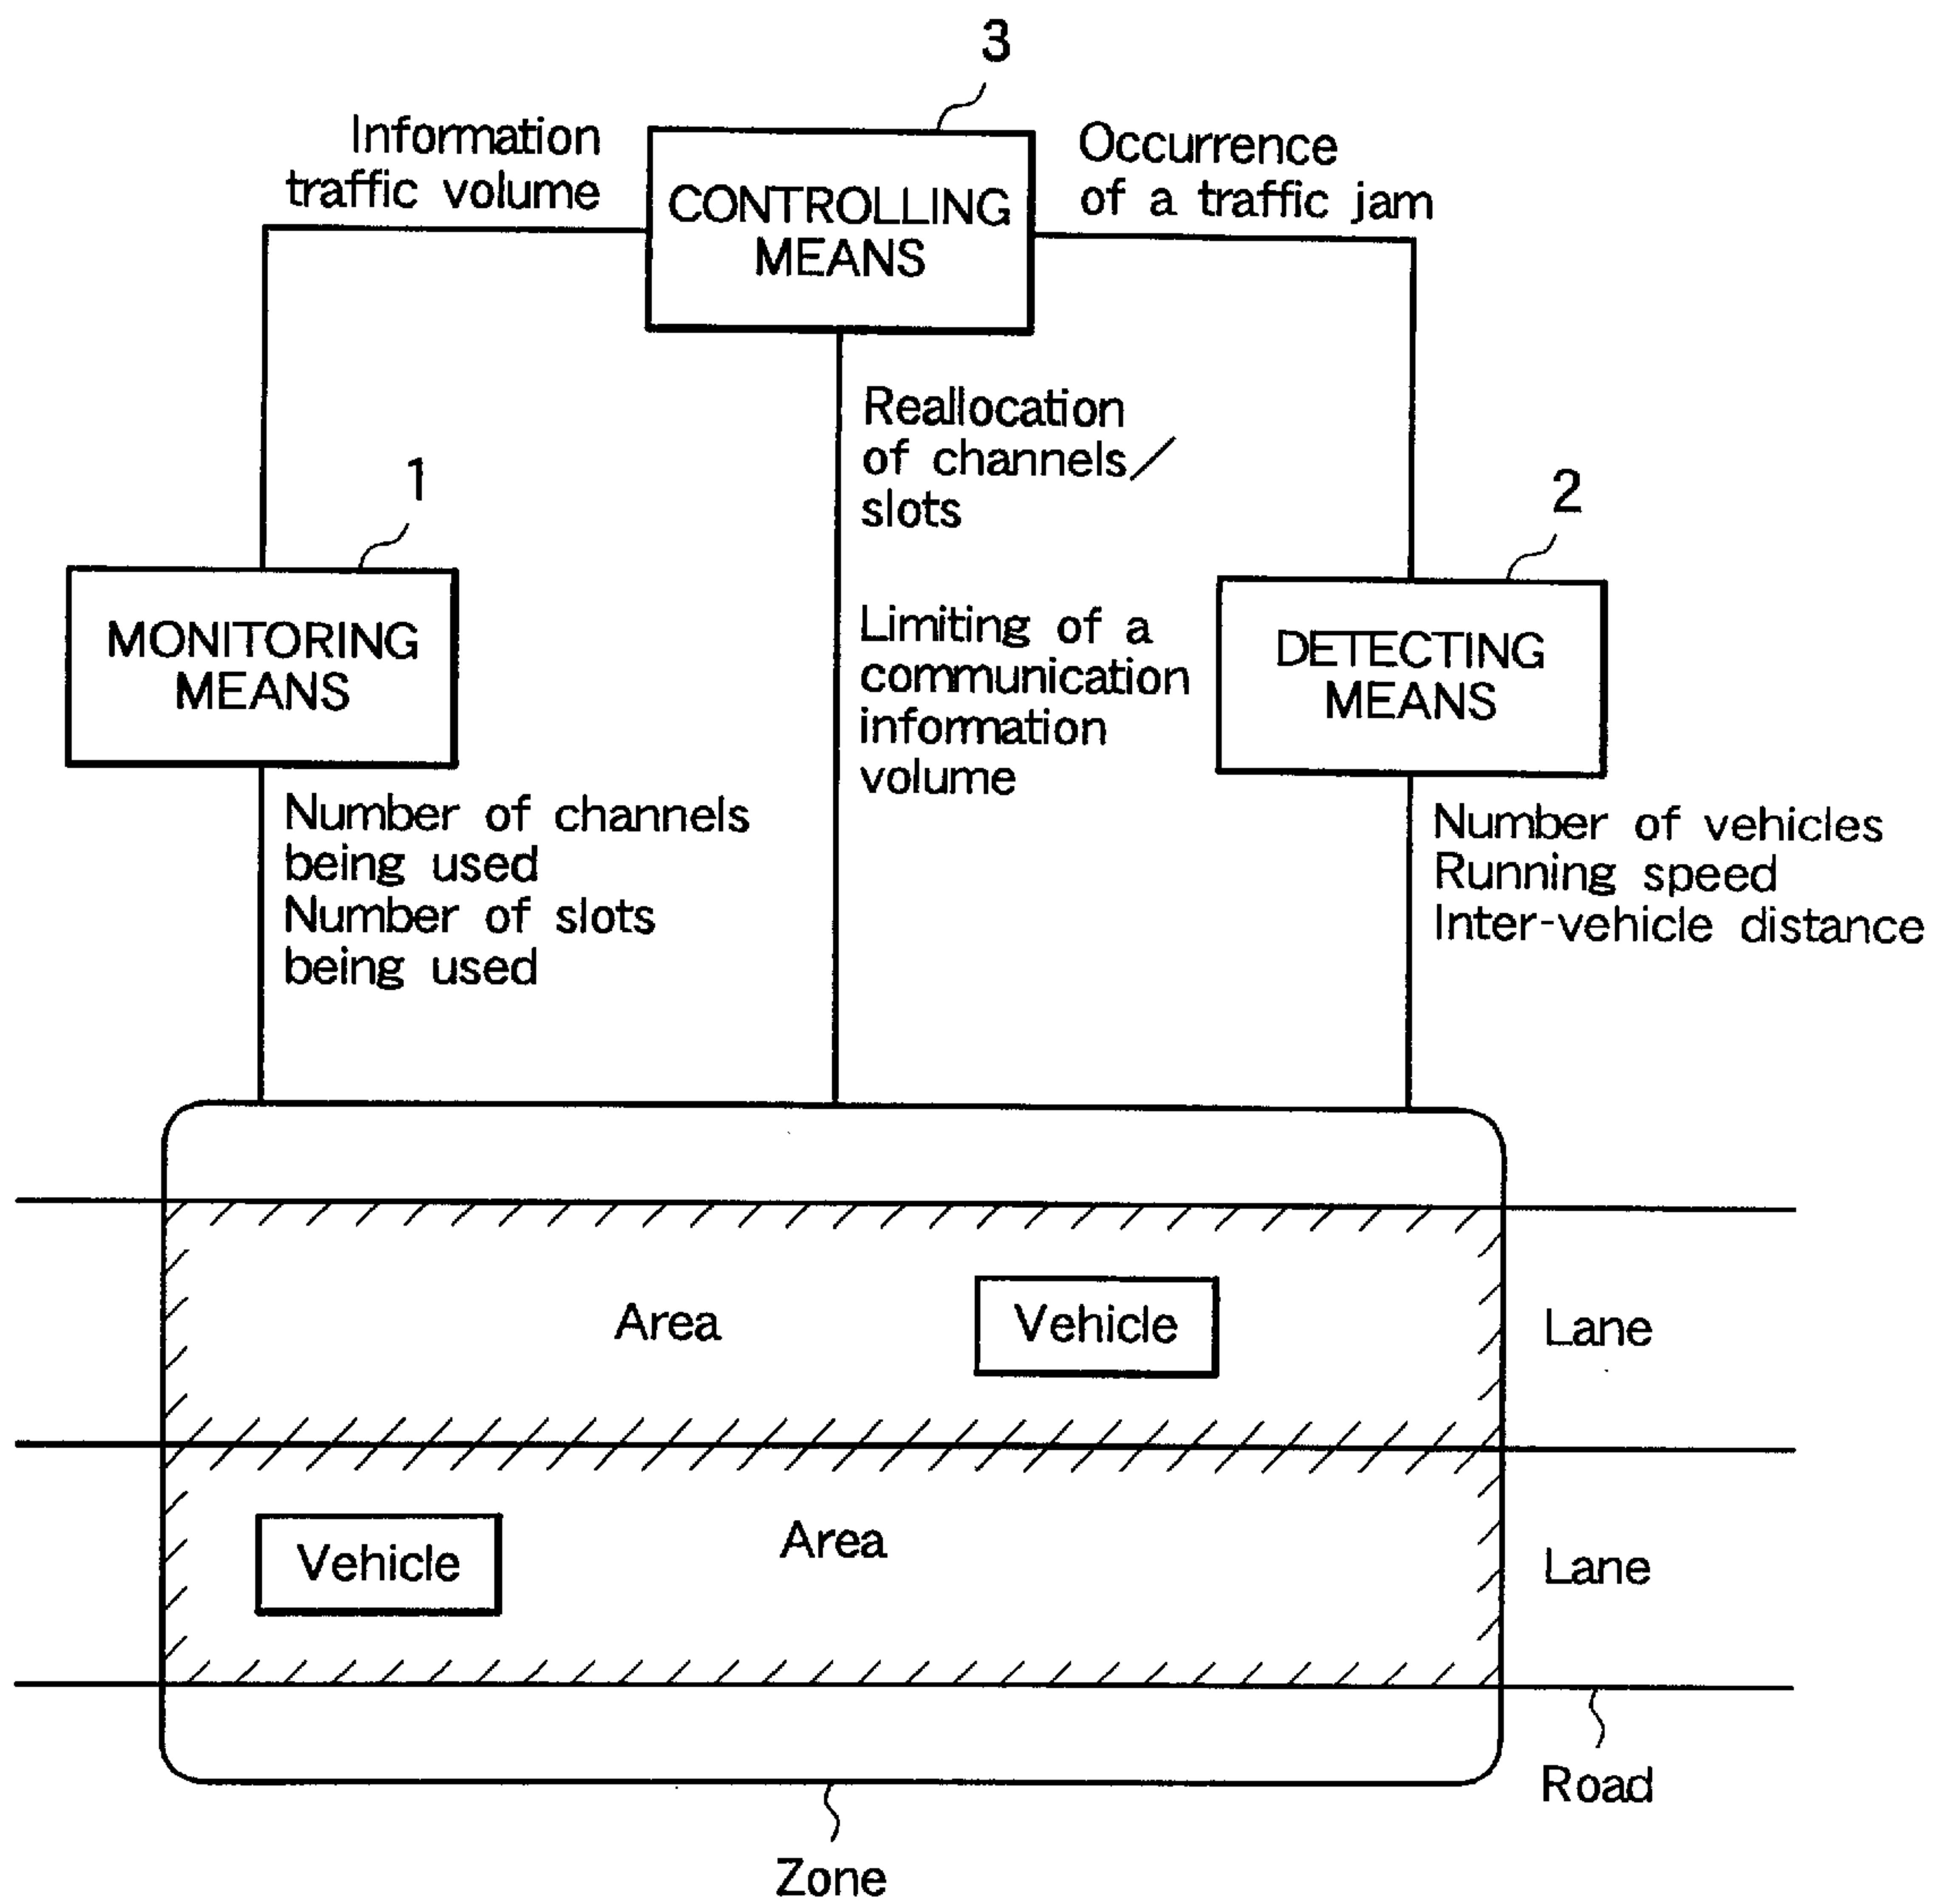 3
Information
traffic volume
CONTROLLING
MEANS
Occurrence
of a traffic jam
Reallocation
of channels/
slots
1
2
MONITORING
MEANS
Limiting of a
communication
information
volume
DETECTING
MEANS
Number of channels
being used
Number of slots
being used
Number of vehicles
Running speed
Inter-vehicle distance
Area
Vehicle
Lane
Vehicle
Area
Lane
Road
Zone